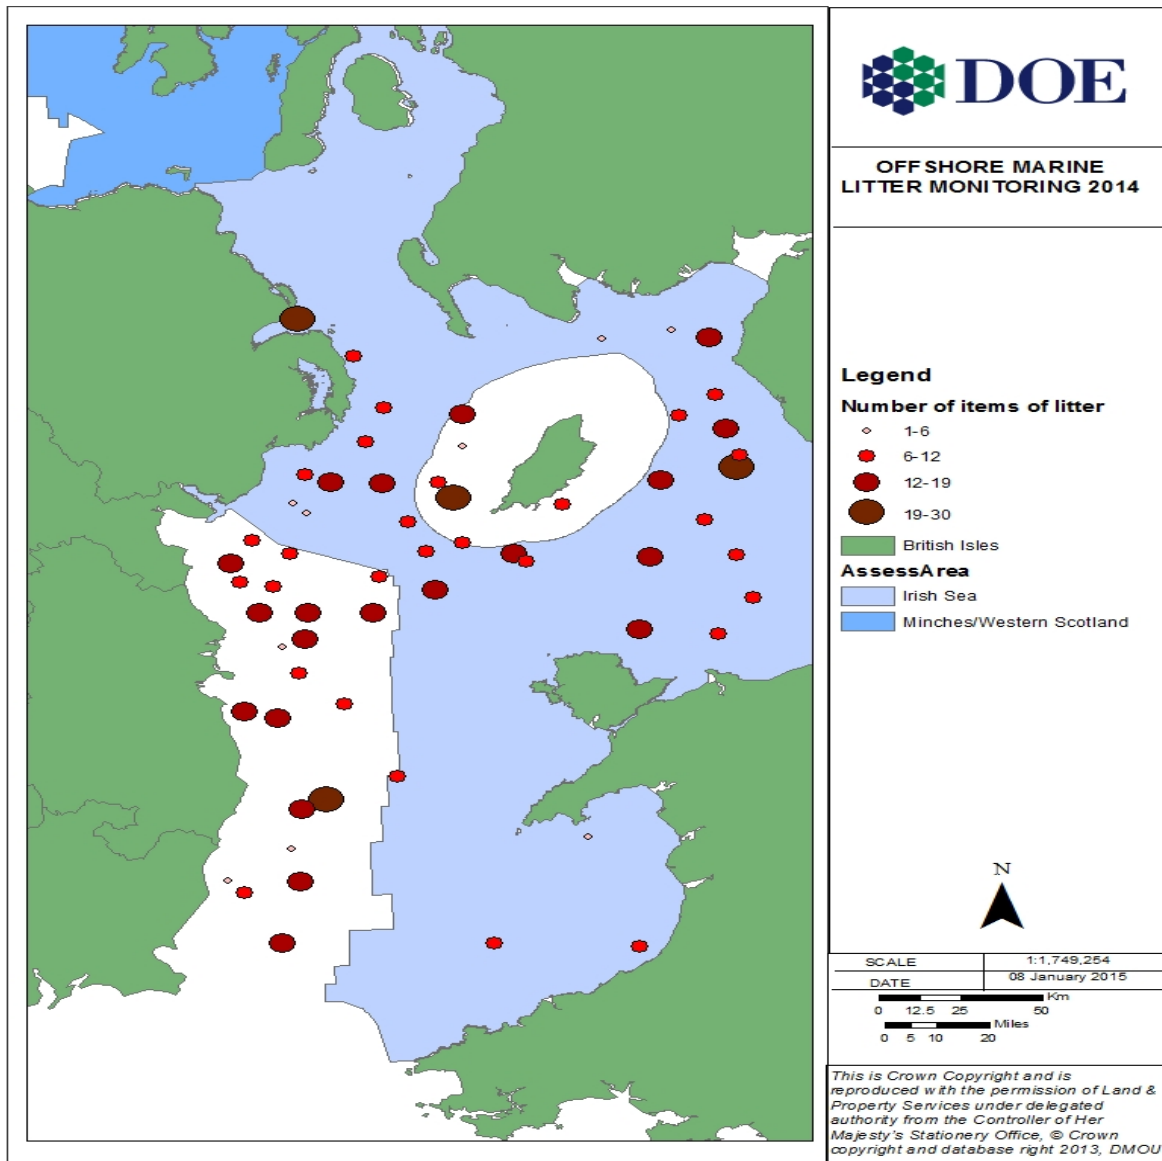 DOE
OFFSHORE MARINE
LITTER MONITORING 2014
Legend
Number of items of litter
1-6
6-12
12-19
19-30
British Isles
AssessArea
Irish Sea
Minches/Western Scotland
N
SCALE 1:1,749,254
DATE 08 January 2015
Km
0 12.5 25 50
Miles
0 5 10 20
This is Crown Copyright and is
reproduced with the permission of Land &
Property Services under delegated
authority from the Controller of Her
Majesty's Stationery Office, © Crown
copyright and database right 2013, DMOU